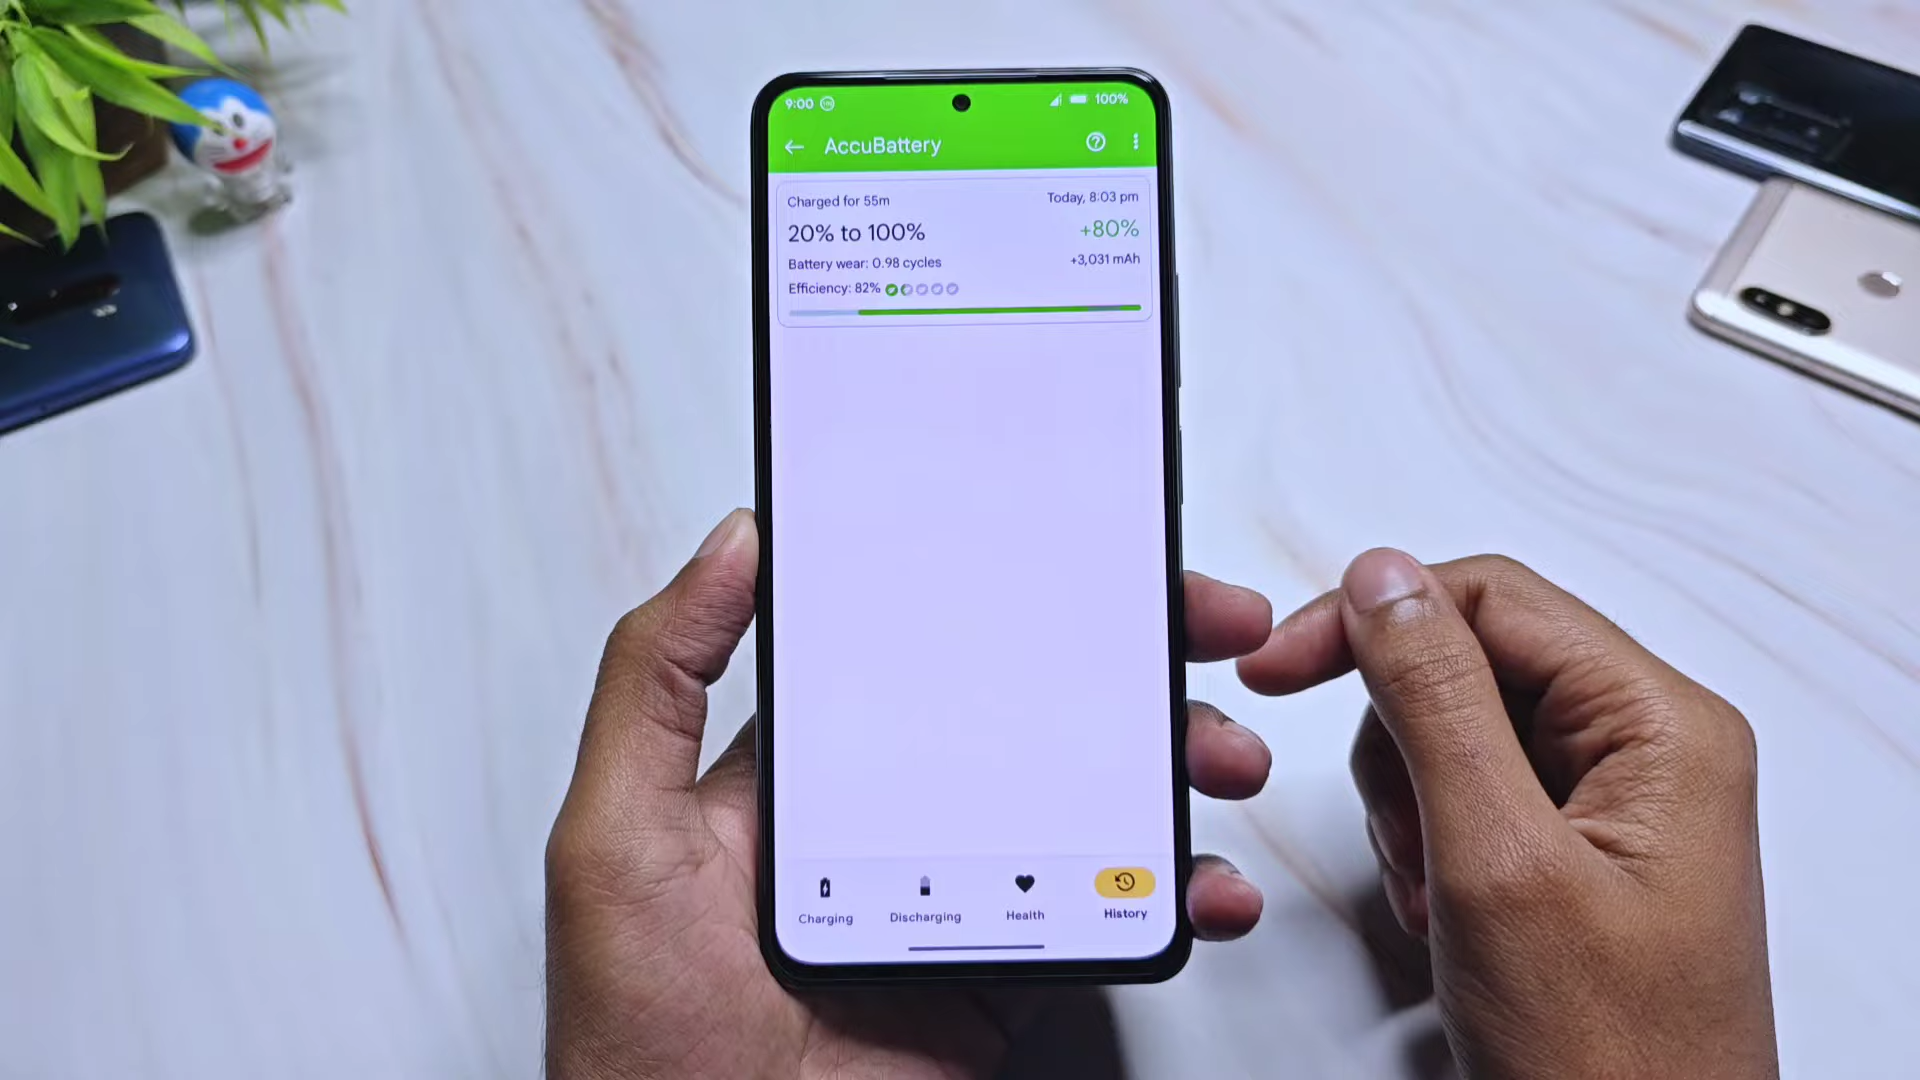 9:00
100%
AccuBattery
Charged for 55m
Today, 8:03 pm
20% to 100%
+80%
Battery wear: 0.98 cycles
+3,031 mAh
Efficiency: 82%
Charging
Discharging
Health
History